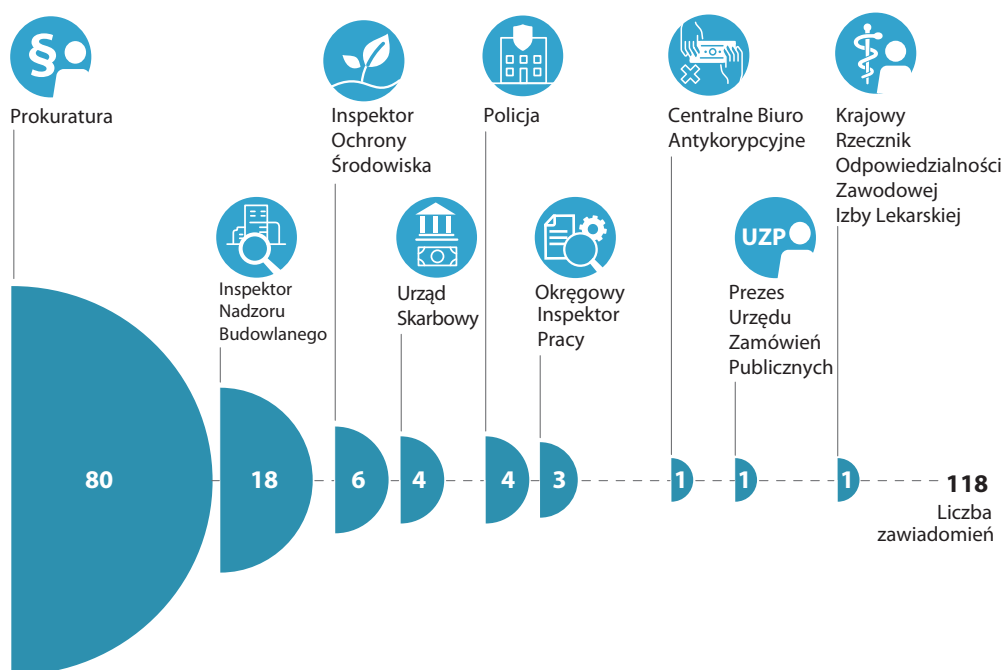 §
Prokuratura
Inspektor
Ochrony
Środowiska
Policja
Centralne Biuro
Antykorypcyjne
Krajowy
Rzecznik
Odpowiedzialności
Zawodowej
Izby Lekarskiej
Inspektor
Nadzoru
Budowlanego
Urząd
Skarbowy
Okręgowy
Inspektor
Pracy
UZP
Prezes
Urzędu
Zamówień
Publicznych
80
18
6
4
4
3
1
1
1
118
Liczba
zawiadomień